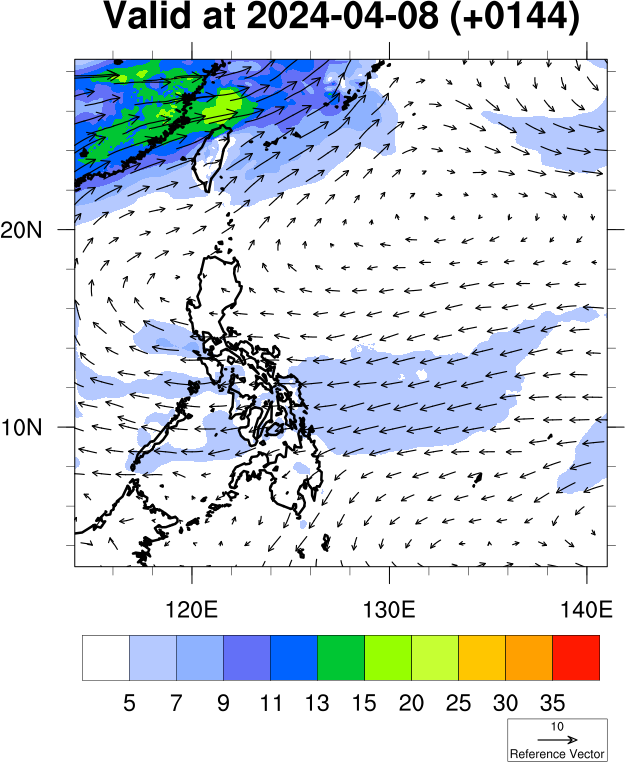 Valid at 2024-04-08 (+0144)
20N
10N
120E 130E 140E
5 7 9 11 13 15 20 25 30 35
10
Reference Vector